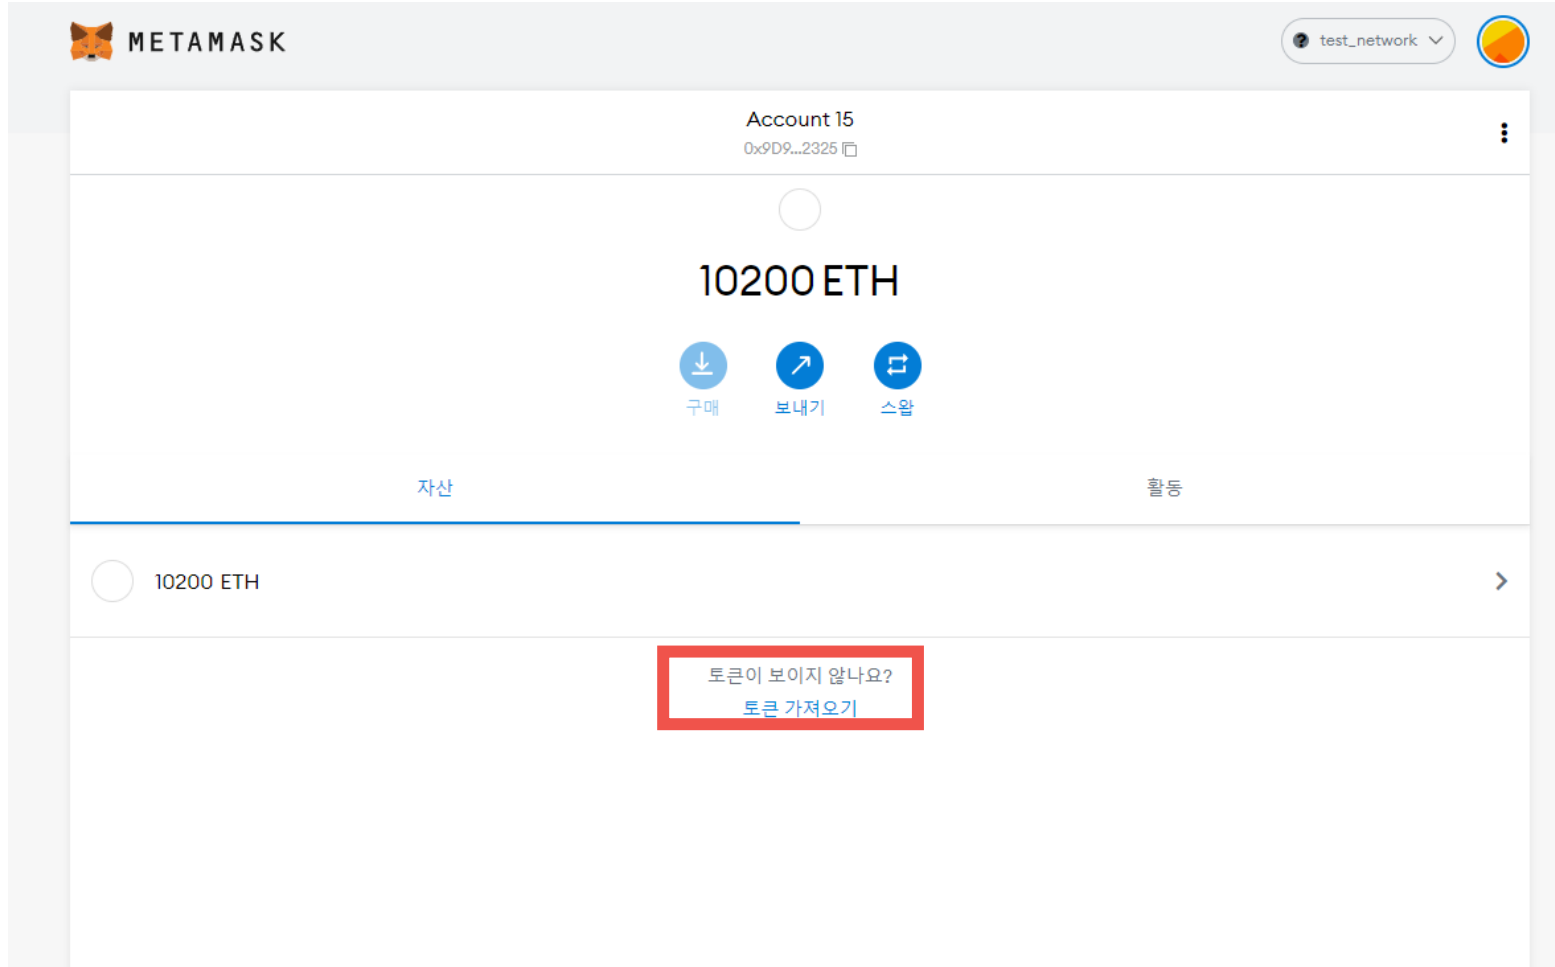 METAMASK
test_network
Account 15
0x9D9...2325
10200 ETH
구매
보내기
스왑
자산
활동
10200 ETH
토큰이 보이지 않나요?
토큰 가져오기